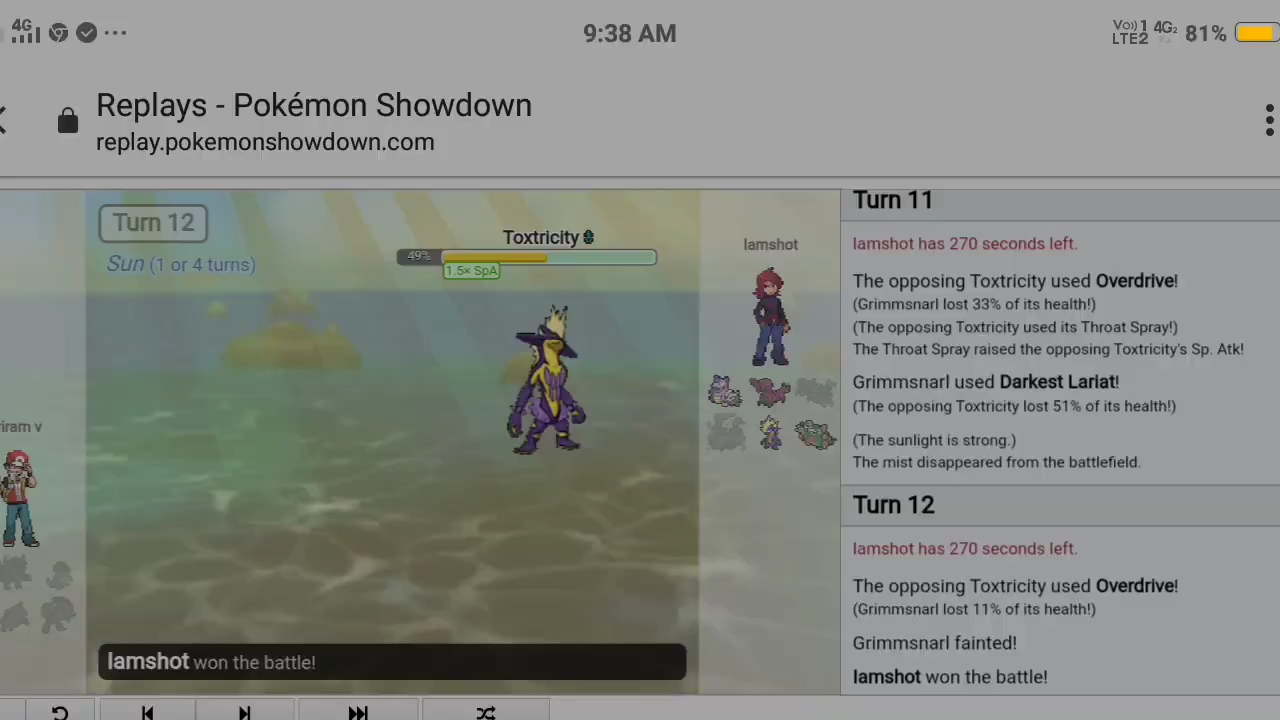 4G 9:38 AM Vo)) 1 4G2 81%
LTE2
Replays - Pokémon Showdown
replay.pokemonshowdown.com
Turn 12
Sun (1 or 4 turns)
Toxtricity
49%
1.5× SpA
Iamshot
riram v
Iamshot won the battle!
Turn 11
Iamshot has 270 seconds left.
The opposing Toxtricity used Overdrive!
(Grimmsnarl lost 33% of its health!)
(The opposing Toxtricity used its Throat Spray!)
The Throat Spray raised the opposing Toxtricity's Sp. Atk!
Grimmsnarl used Darkest Lariat!
(The opposing Toxtricity lost 51% of its health!)
(The sunlight is strong.)
The mist disappeared from the battlefield.
Turn 12
Iamshot has 270 seconds left.
The opposing Toxtricity used Overdrive!
(Grimmsnarl lost 11% of its health!)
Grimmsnarl fainted!
Iamshot won the battle!